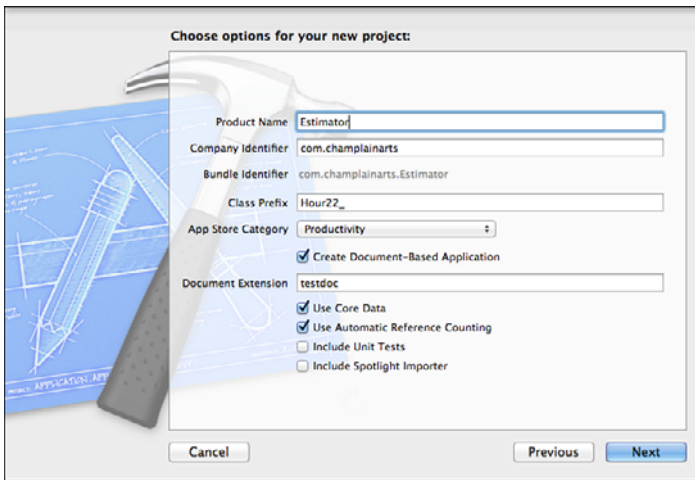 Choose options for your new project:
Product Name Estimator
Company Identifier com.champlainarts
Bundle Identifier com.champlainarts.Estimator
Class Prefix Hour22_
App Store Category Productivity
Create Document-Based Application
Document Extension testdoc
Use Core Data
Use Automatic Reference Counting
Include Unit Tests
Include Spotlight Importer
Cancel Previous Next